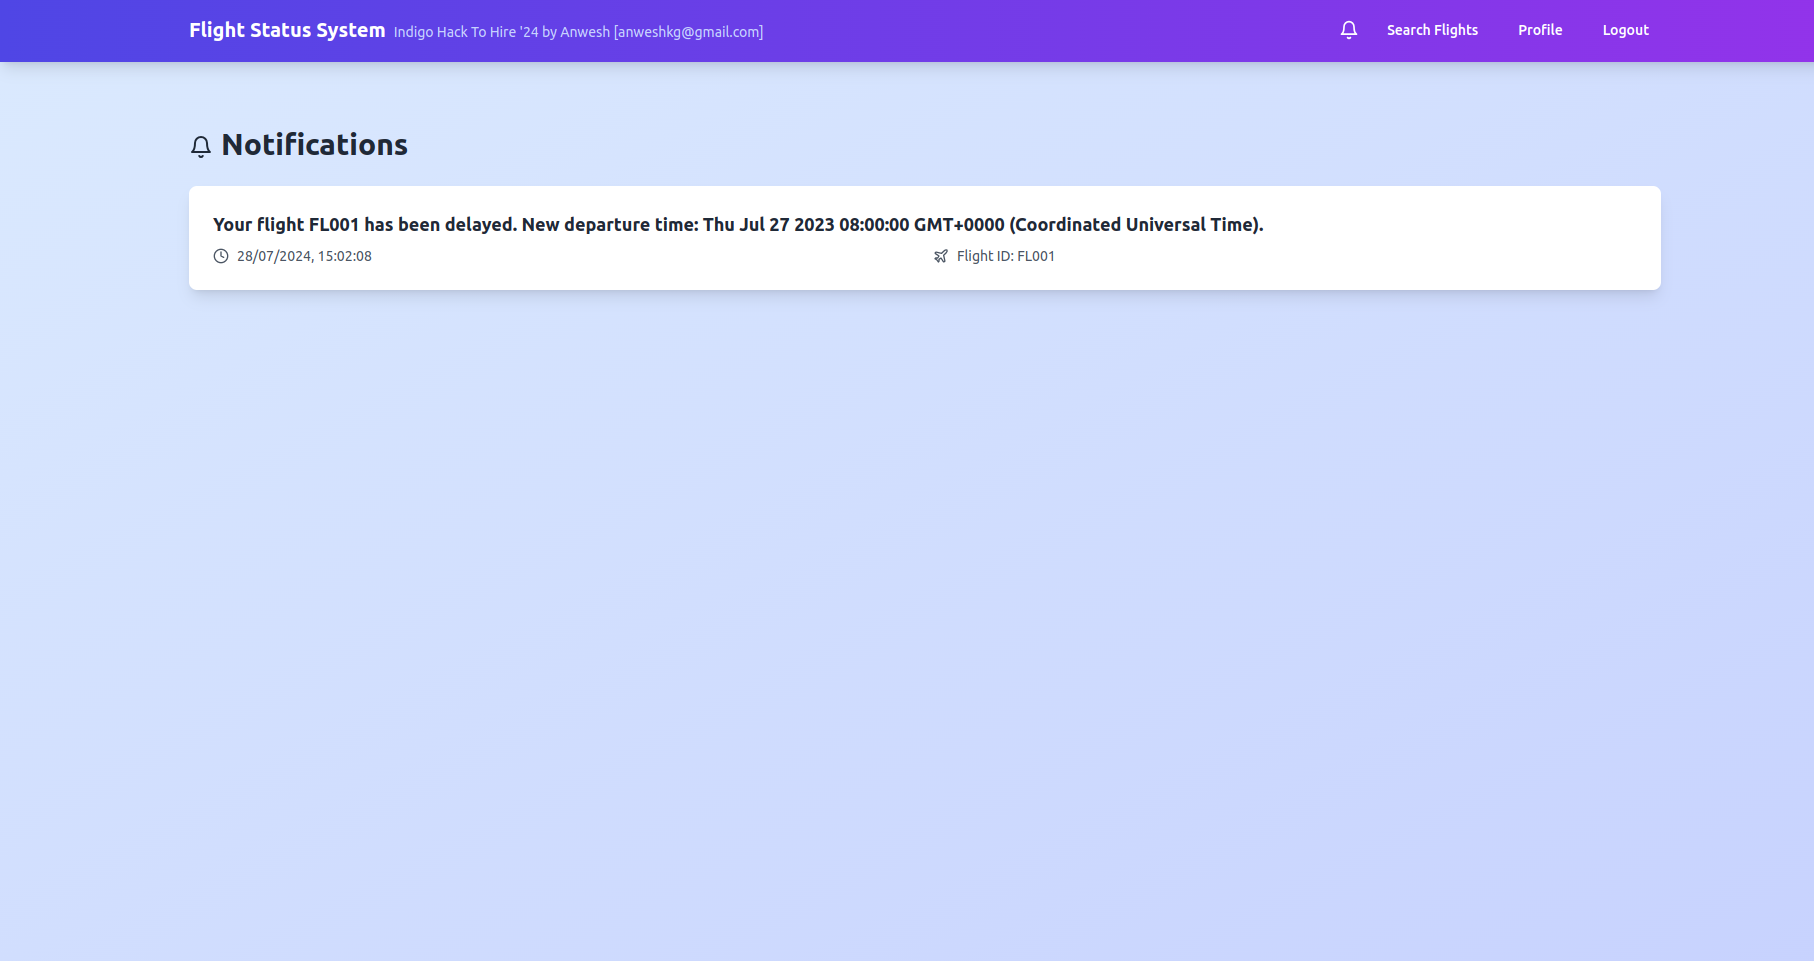 Flight Status System Indigo Hack To Hire '24 by Anwesh [anweshkg@gmail.com] Search Flights Profile Logout
Notifications
Your flight FL001 has been delayed. New departure time: Thu Jul 27 2023 08:00:00 GMT+0000 (Coordinated Universal Time).
28/07/2024, 15:02:08 Flight ID: FL001